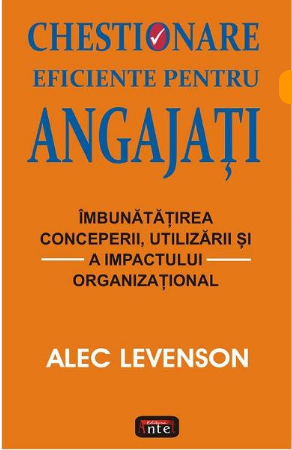 CHESTIONARE
EFICIENTE PENTRU
ANGAJAȚI
ÎMBUNĂTĂȚIREA
CONCEPERII, UTILIZĂRII ȘI
A IMPACTULUI
ORGANIZAȚIONAL
ALEC LEVENSON